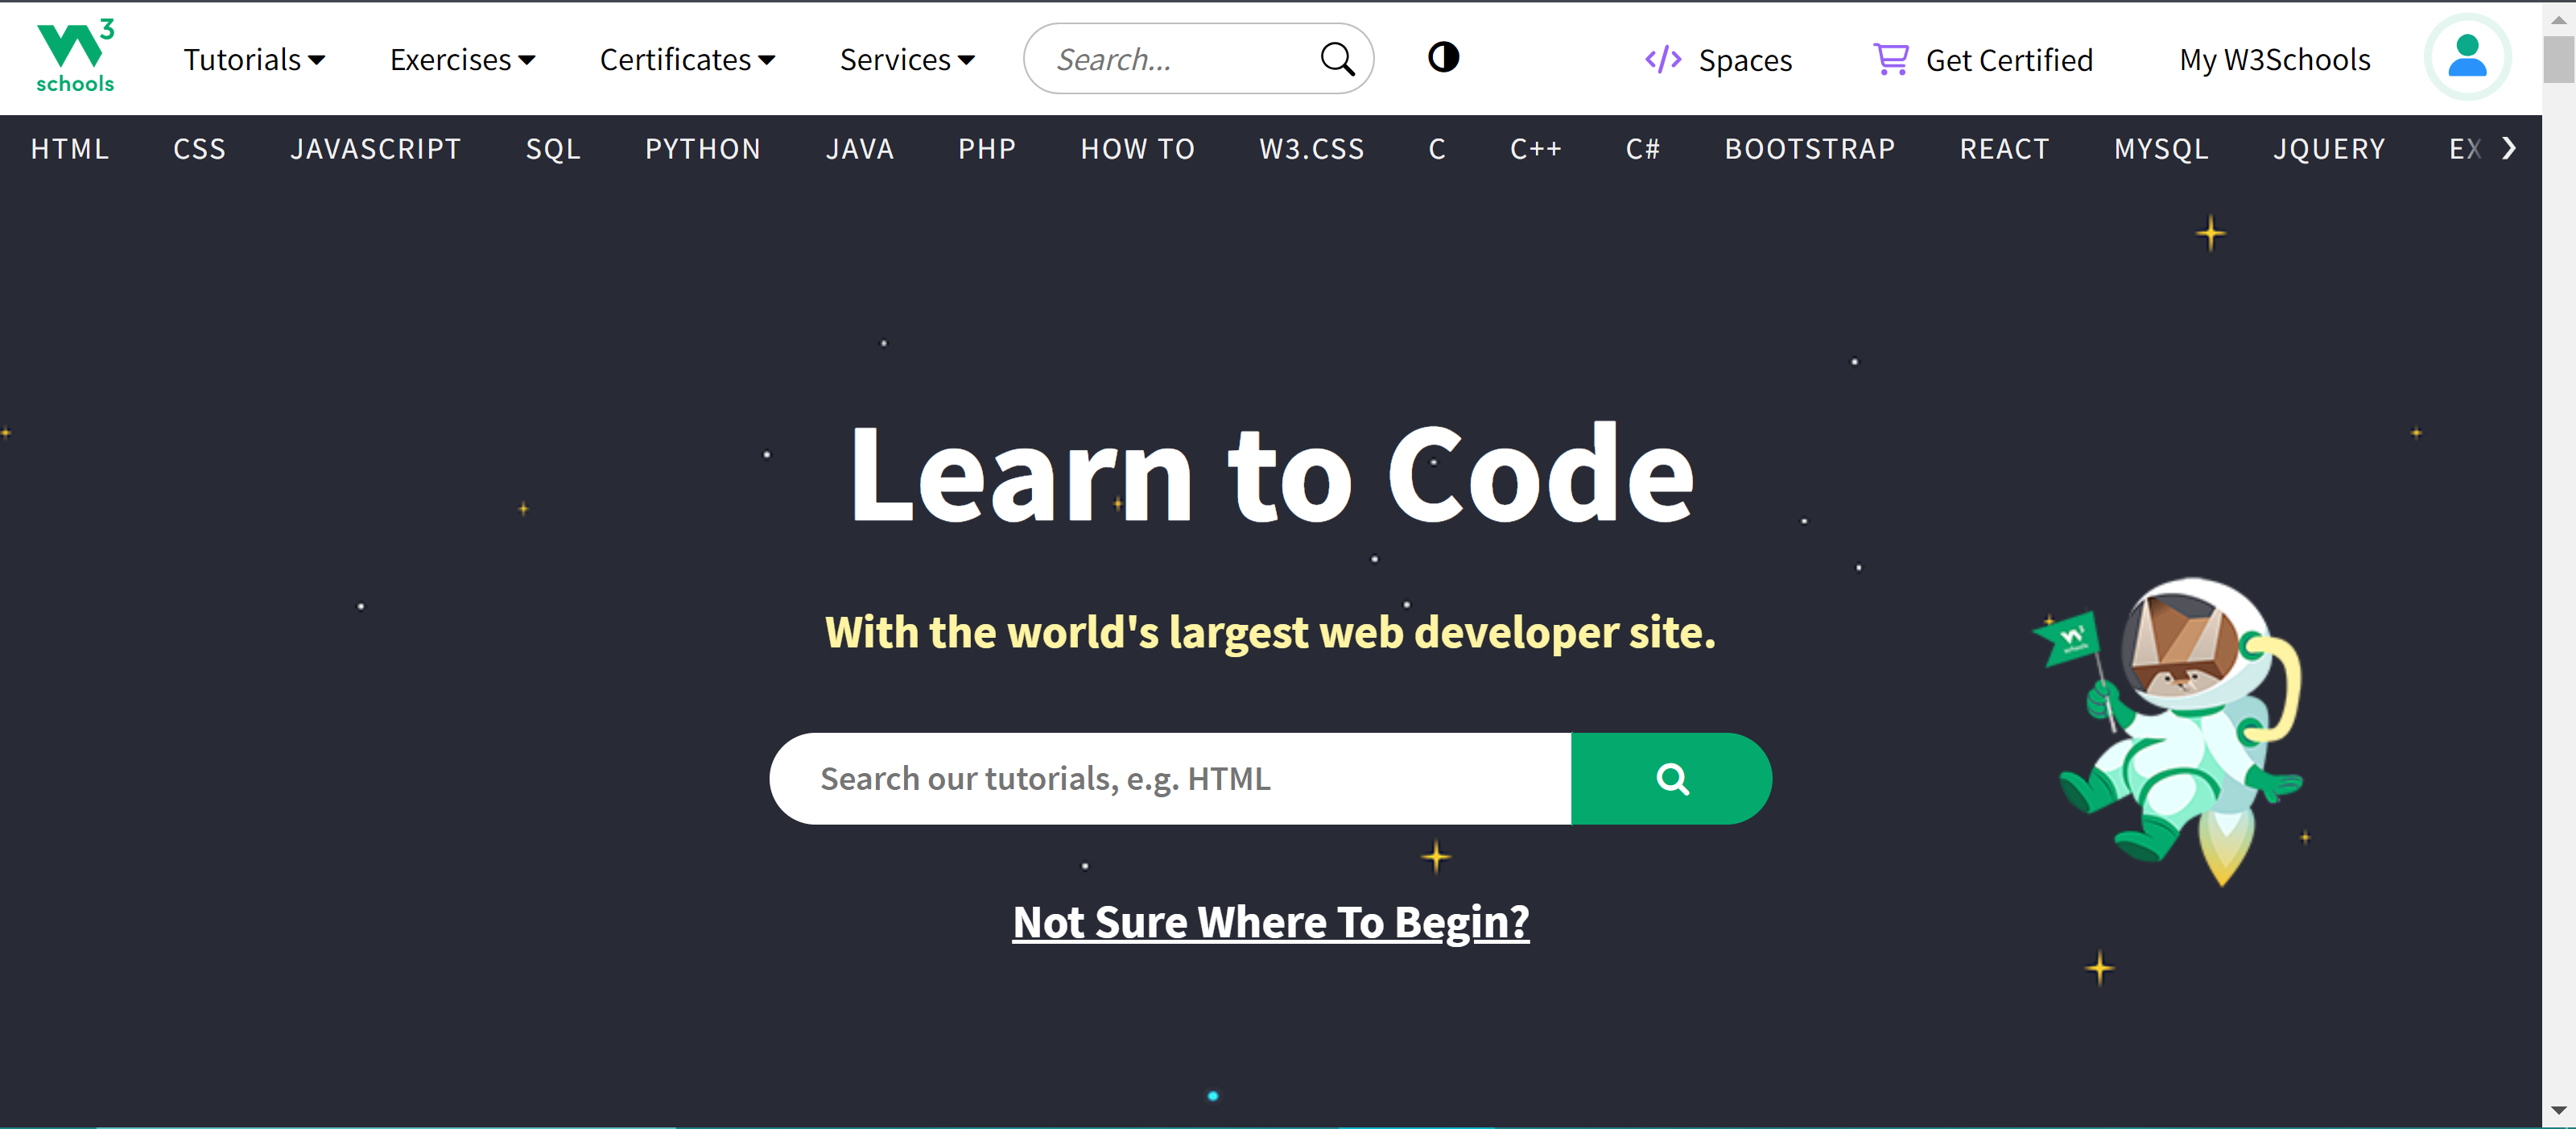 W3 schools
Tutorials Exercises Certificates Services Search... Spaces Get Certified My W3Schools
HTML CSS JAVASCRIPT SQL PYTHON JAVA PHP HOW TO W3.CSS C C++ C# BOOTSTRAP REACT MYSQL JQUERY EX
Learn to Code
With the world's largest web developer site.
W3 schools
Search our tutorials, e.g. HTML
Not Sure Where To Begin?